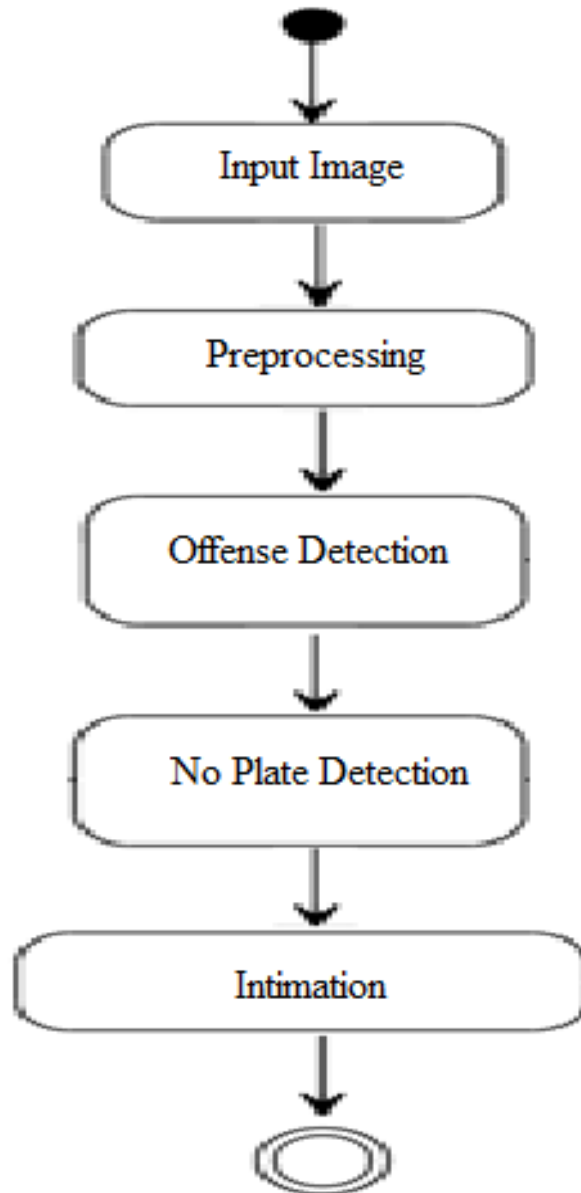 Input Image
Preprocessing
Offense Detection
No Plate Detection
Intimation